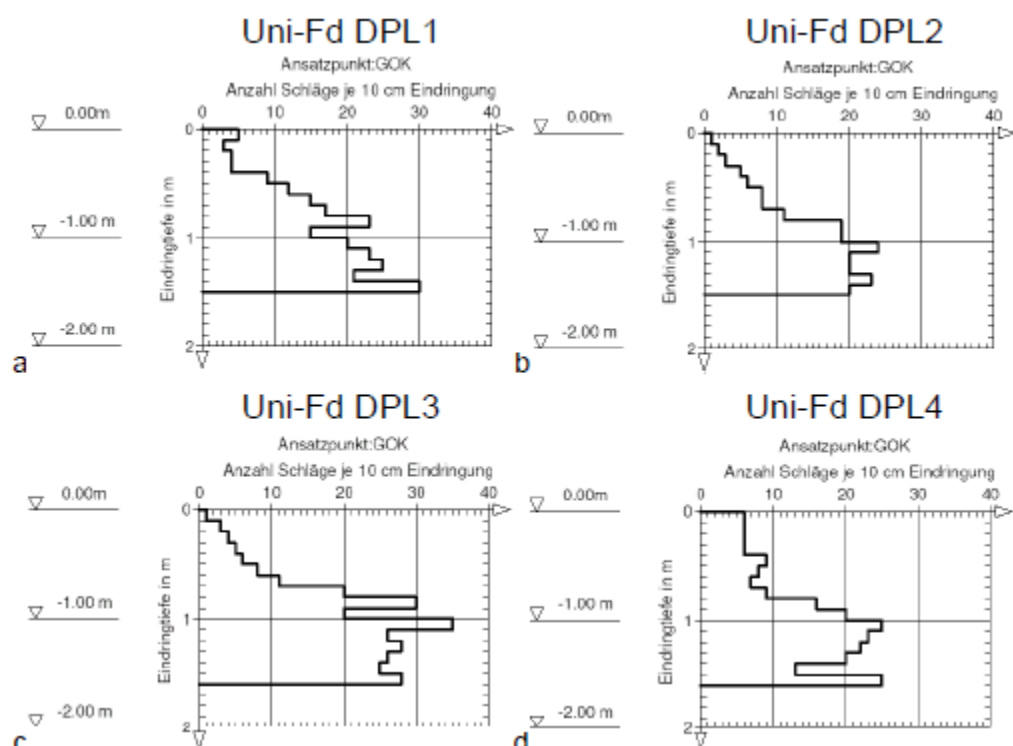 Uni-Fd DPL1
Ansatzpunkt:GOK
Anzahl Schläge je 10 cm Eindringung
0 10 20 30 40
0.00m
0
-1.00 m
1
-2.00 m
2
Eindringtiefe in m
a
Uni-Fd DPL2
Ansatzpunkt:GOK
Anzahl Schläge je 10 cm Eindringung
0 10 20 30 40
0.00m
0
-1.00 m
1
-2.00 m
2
Eindringtiefe in m
b
Uni-Fd DPL3
Ansatzpunkt:GOK
Anzahl Schläge je 10 cm Eindringung
0 10 20 30 40
0.00m
0
-1.00 m
1
-2.00 m
2
Eindringtiefe in m
c
Uni-Fd DPL4
Ansatzpunkt:GOK
Anzahl Schläge je 10 cm Eindringung
0 10 20 30 40
0.00m
0
-1.00 m
1
-2.00 m
2
Eindringtiefe in m
d